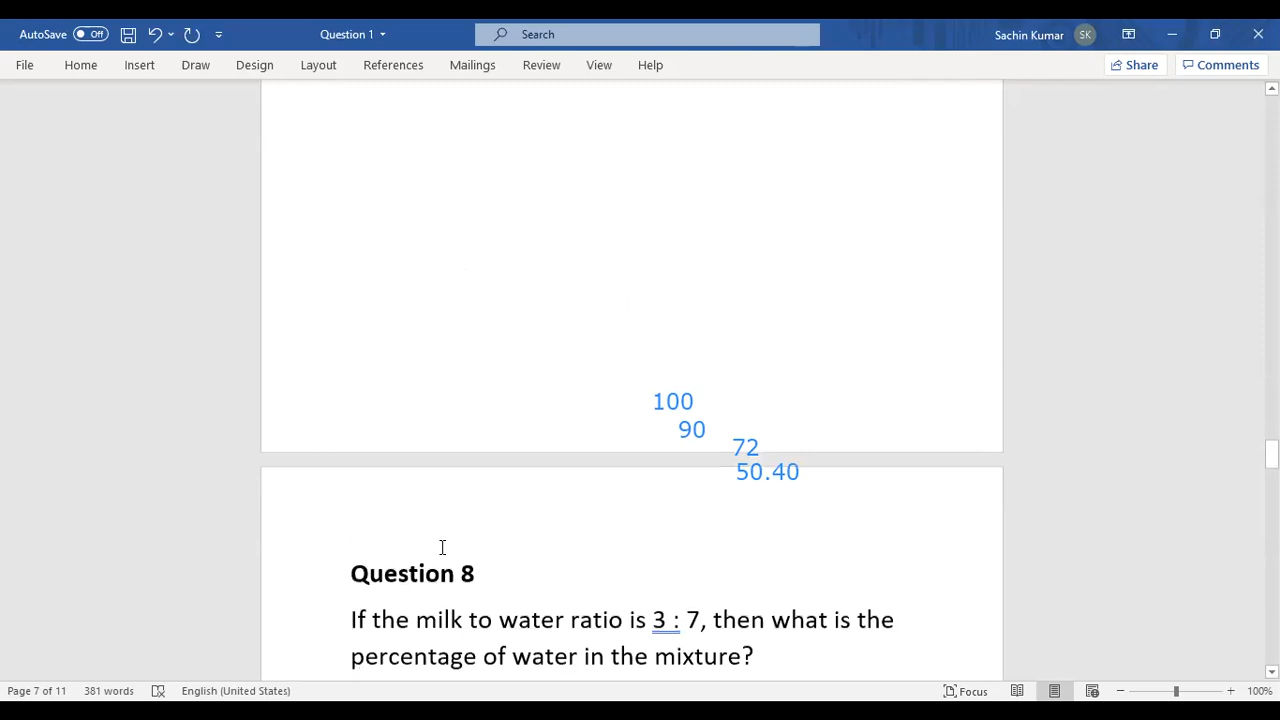 AutoSave Off Question 1 Search Sachin Kumar SK
File Home Insert Draw Design Layout References Mailings Review View Help Share Comments
100
90
72
50.40
Question 8
If the milk to water ratio is 3 : 7, then what is the
percentage of water in the mixture?
Page 7 of 11 381 words English (United States) Focus 100%